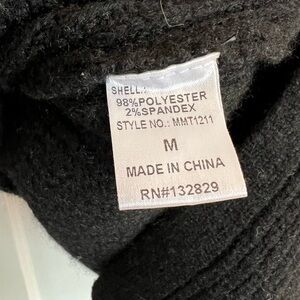 SHELL:
98%POLYESTER
2%SPANDEX
STYLE NO.: MMT1211
M
MADE IN CHINA
RN#132829